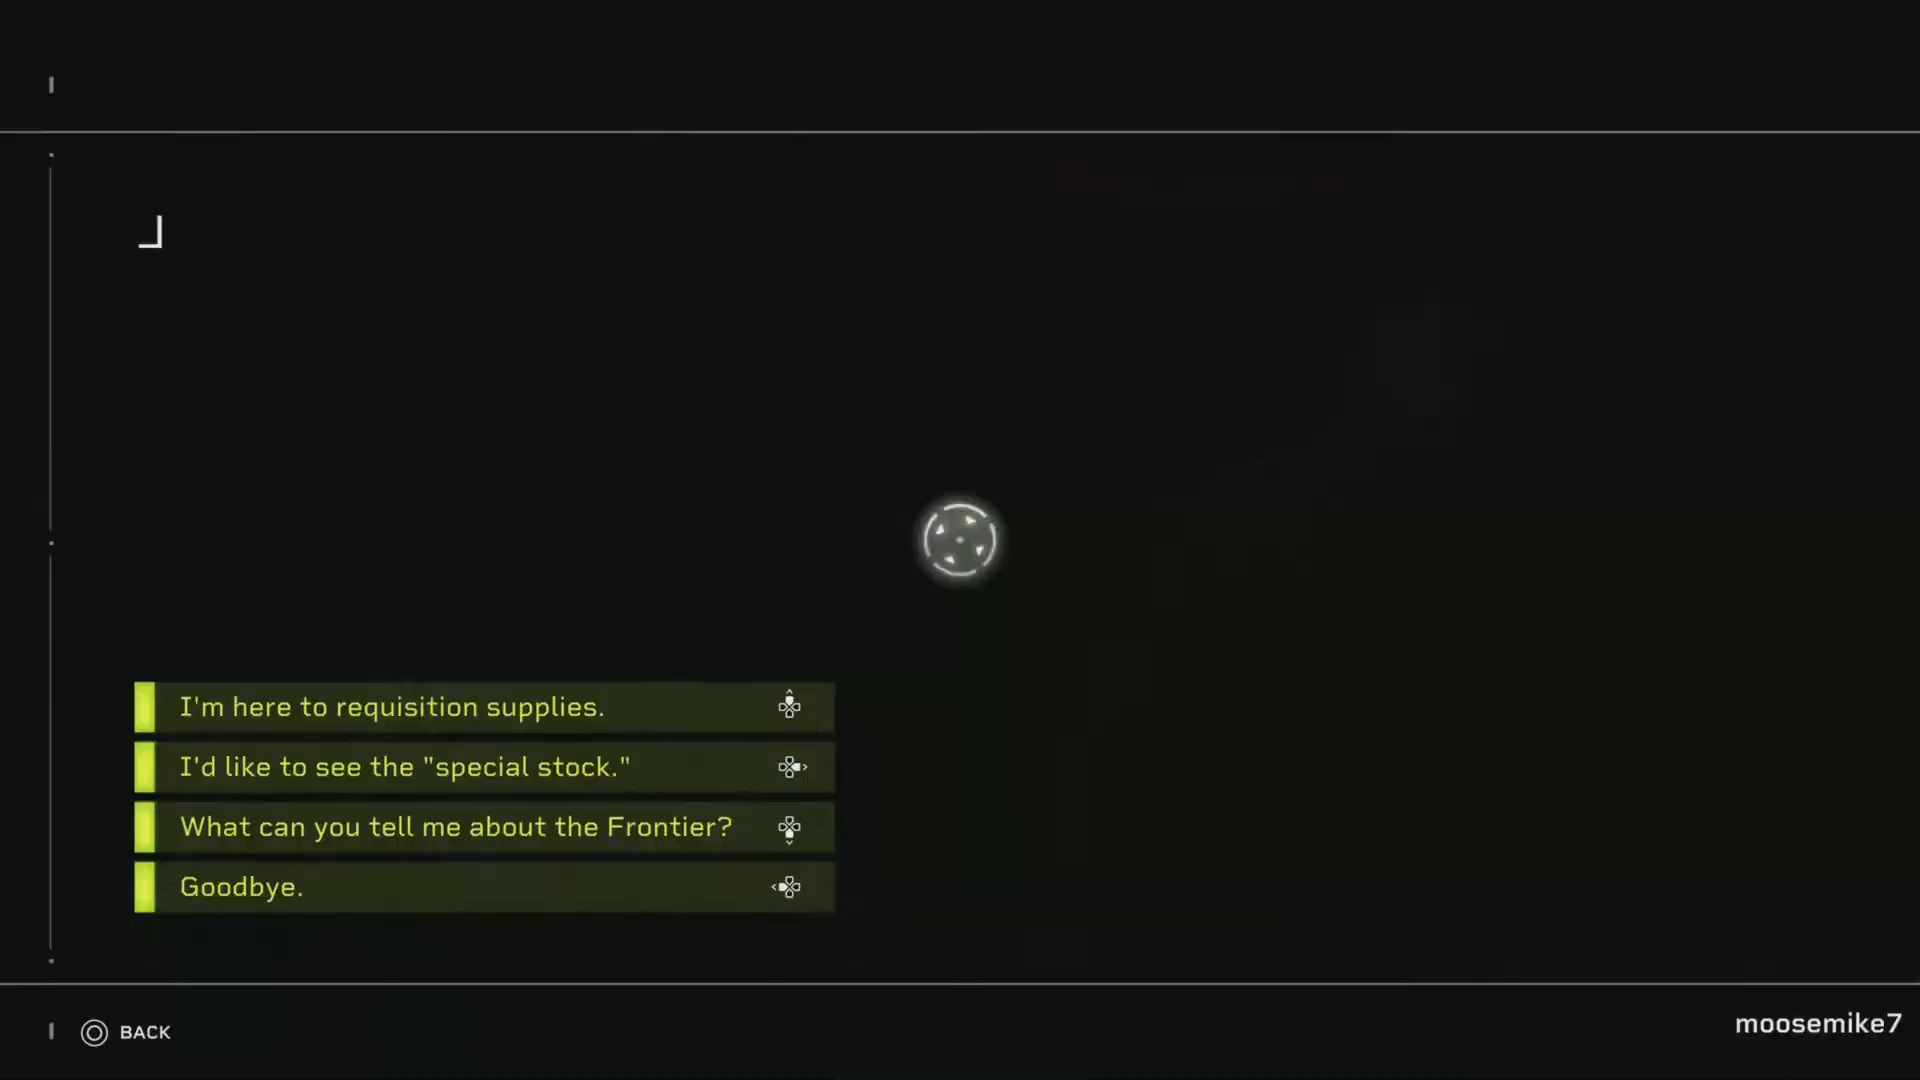 I'm here to requisition supplies.
I'd like to see the "special stock."
What can you tell me about the Frontier?
Goodbye.
BACK
moosemike7